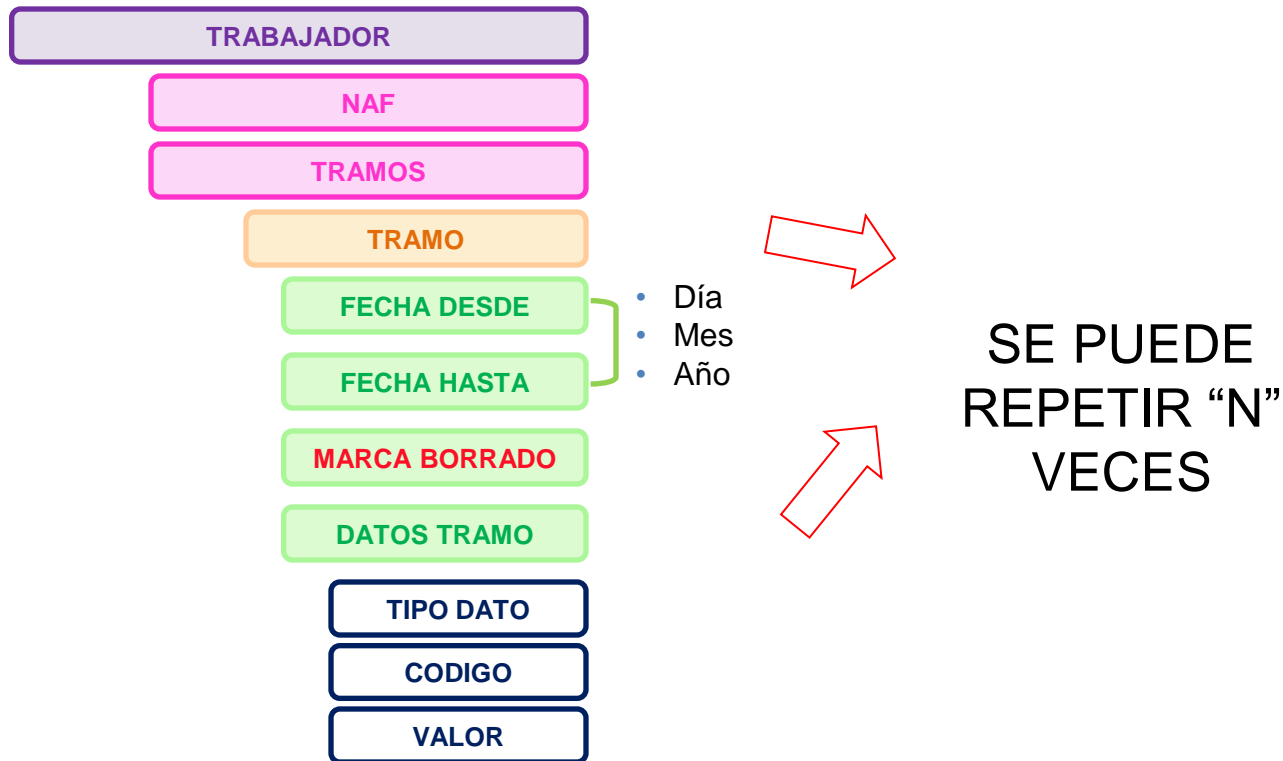 TRABAJADOR
NAF
TRAMOS
TRAMO
FECHA DESDE
FECHA HASTA
• Día
• Mes
• Año
MARCA BORRADO
DATOS TRAMO
TIPO DATO
CODIGO
VALOR
SE PUEDE
REPETIR “N”
VECES